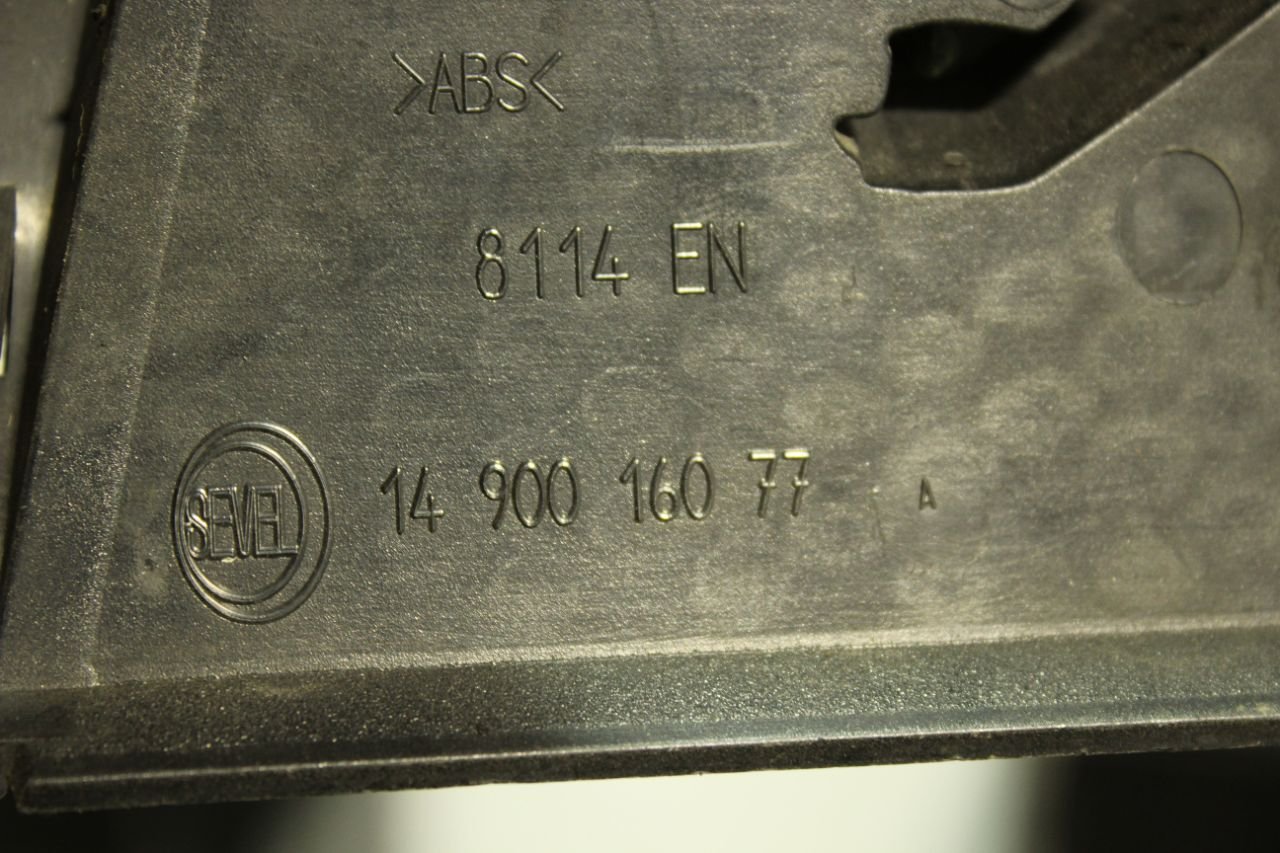 >ABS<
8114 EN
SEVEL 14 900 160 77 A